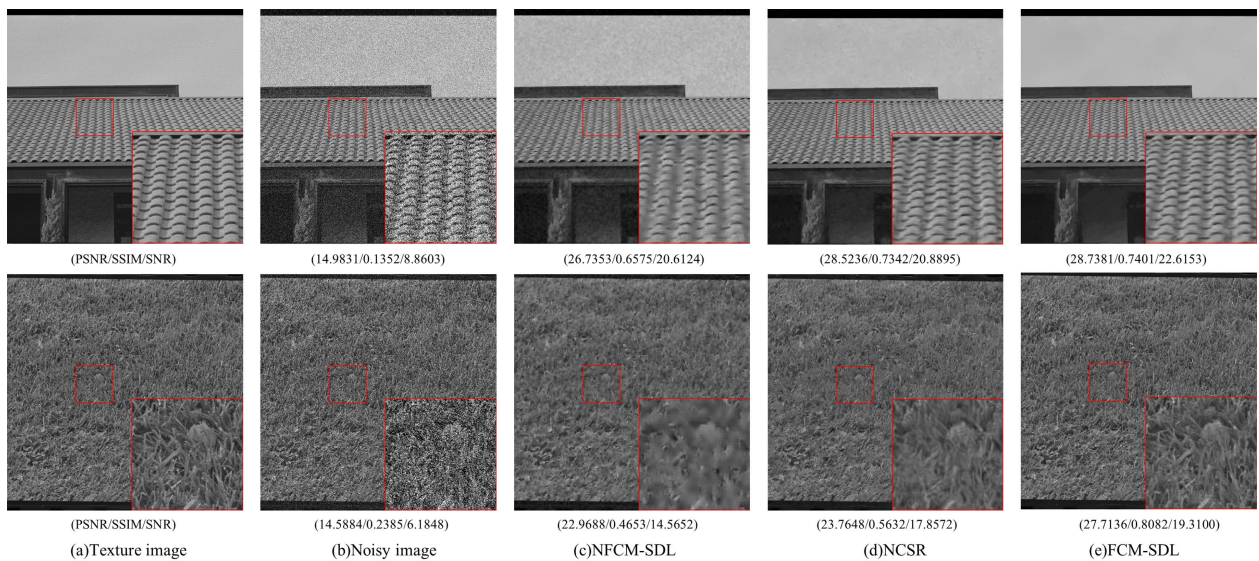 (PSNR/SSIM/SNR) (14.9831/0.1352/8.8603) (26.7353/0.6575/20.6124) (28.5236/0.7342/20.8895) (28.7381/0.7401/22.6153)
(PSNR/SSIM/SNR) (14.5884/0.2385/6.1848) (22.9688/0.4653/14.5652) (23.7648/0.5632/17.8572) (27.7136/0.8082/19.3100)
(a)Texture image (b)Noisy image (c)NFCM-SDL (d)NCSR (e)FCM-SDL